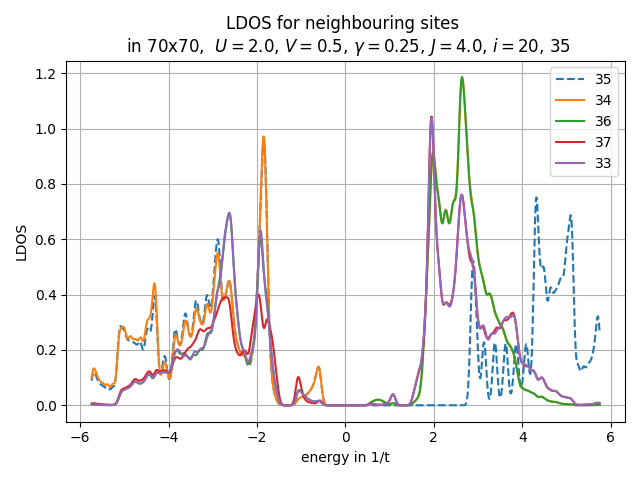 LDOS for neighbouring sites
in 70x70, U = 2.0, V = 0.5, γ = 0.25, J = 4.0, i = 20, 35
LDOS
1.2
1.0
0.8
0.6
0.4
0.2
0.0
35
34
36
37
33
−6 −4 −2 0 2 4 6
energy in 1/t